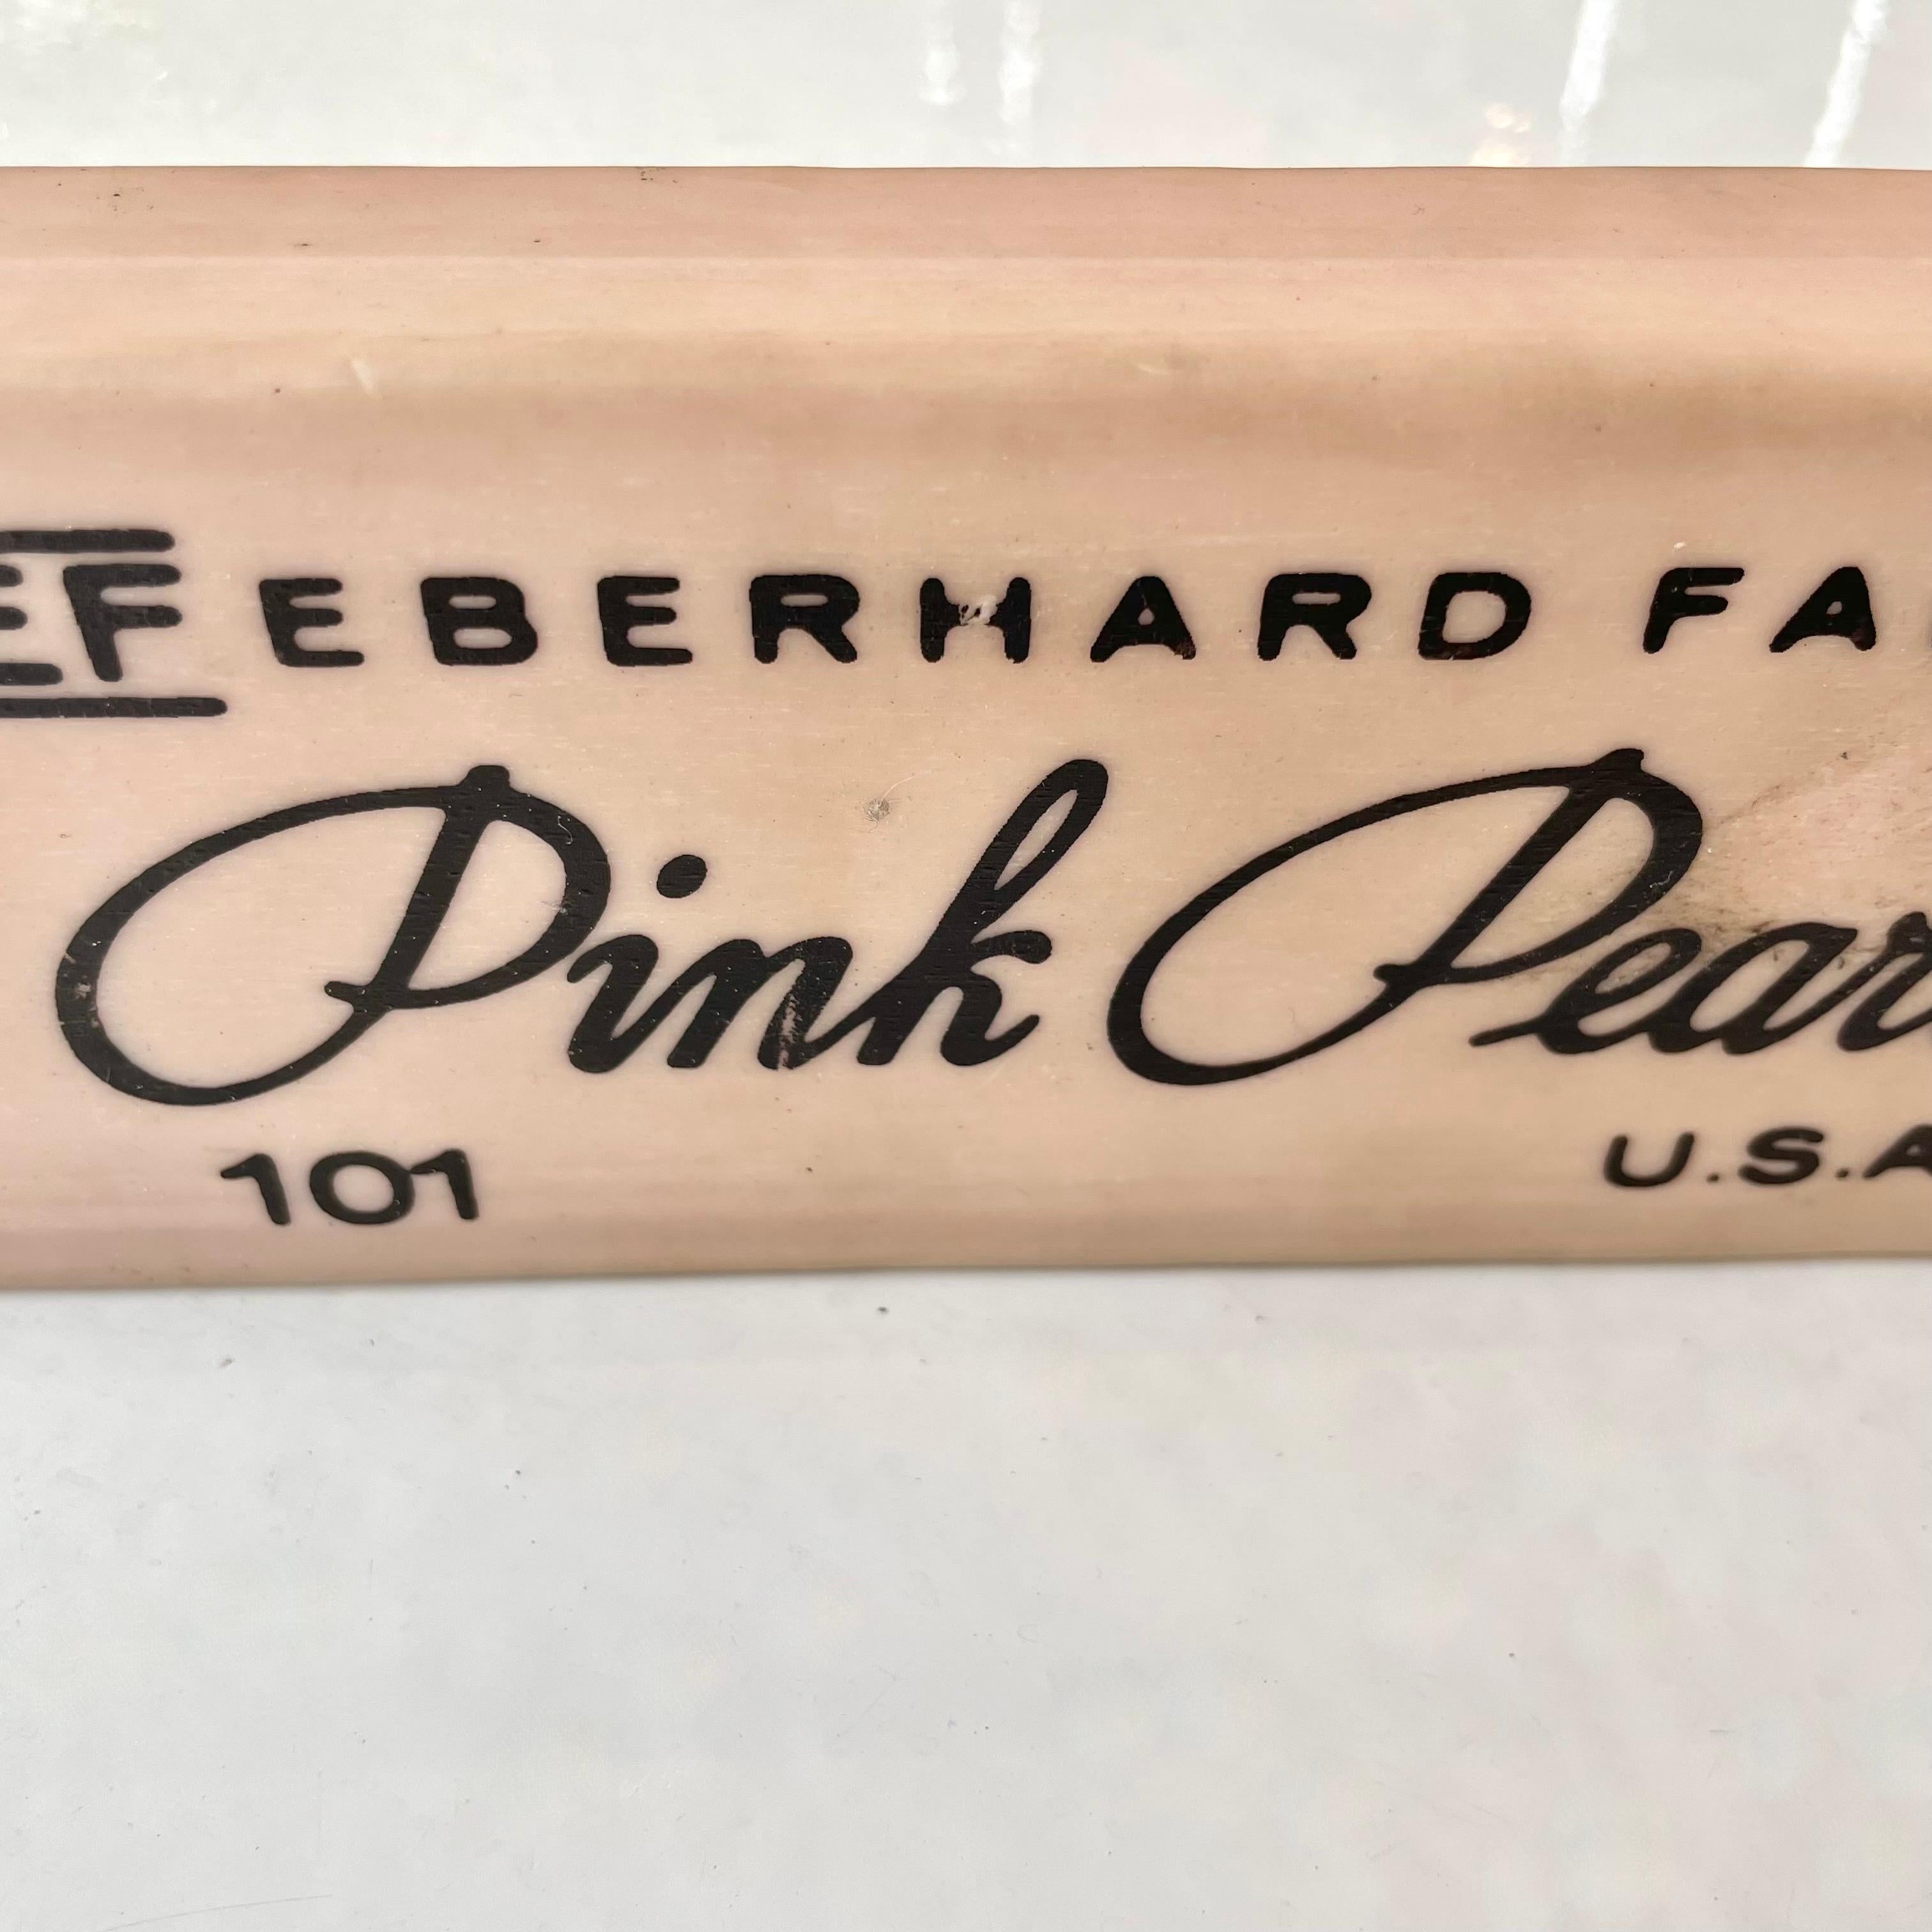 EF EBERHARD FA
Pink Pear
101 U.S.A